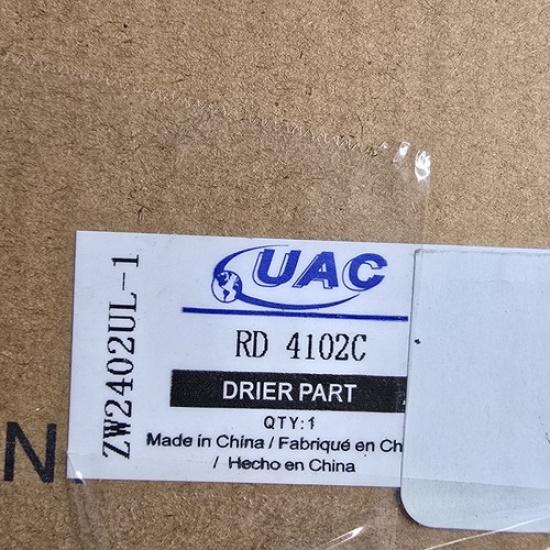 UAC
RD 4102C
DRIER PART
QTY:1
Made in China / Fabriqué en Ch
/ Hecho en China
ZW2402UL-1
N.